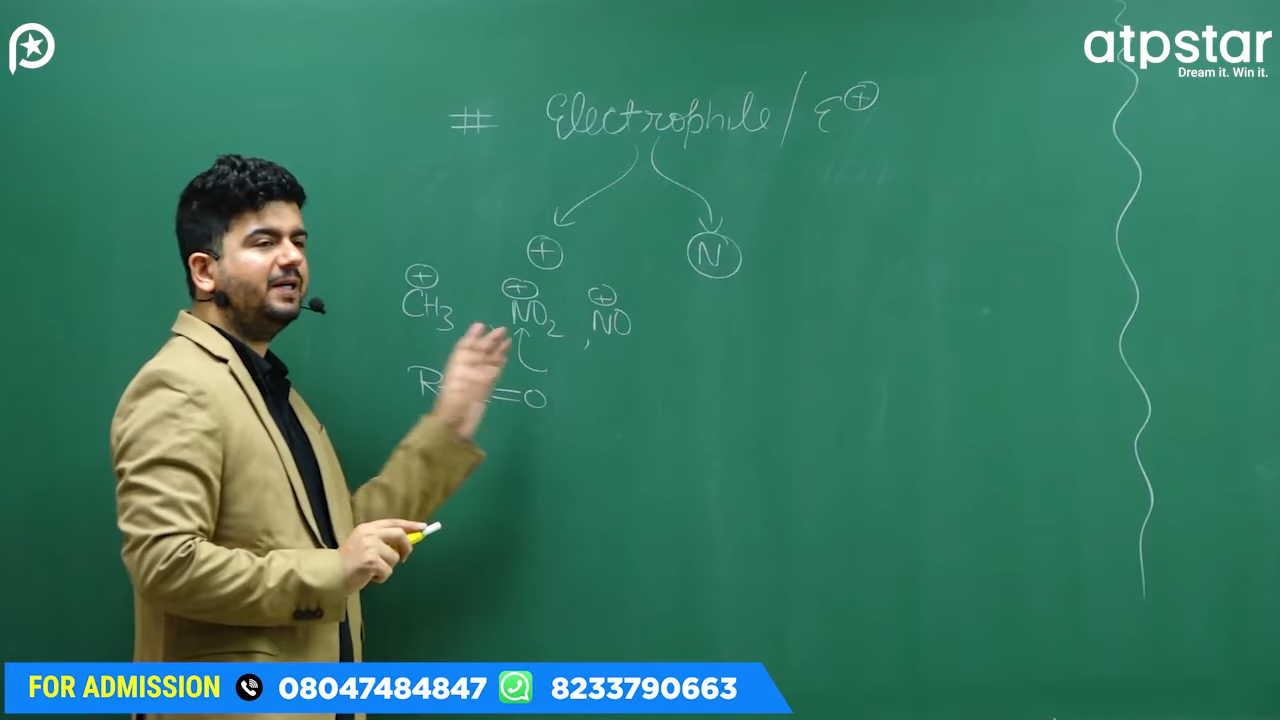 atpstar
Dream it. Win it.
# Electrophile / E⊕
⊕ N
⊕CH3, ⊕NO2, ⊕NO
R =O
FOR ADMISSION 08047484847 8233790663